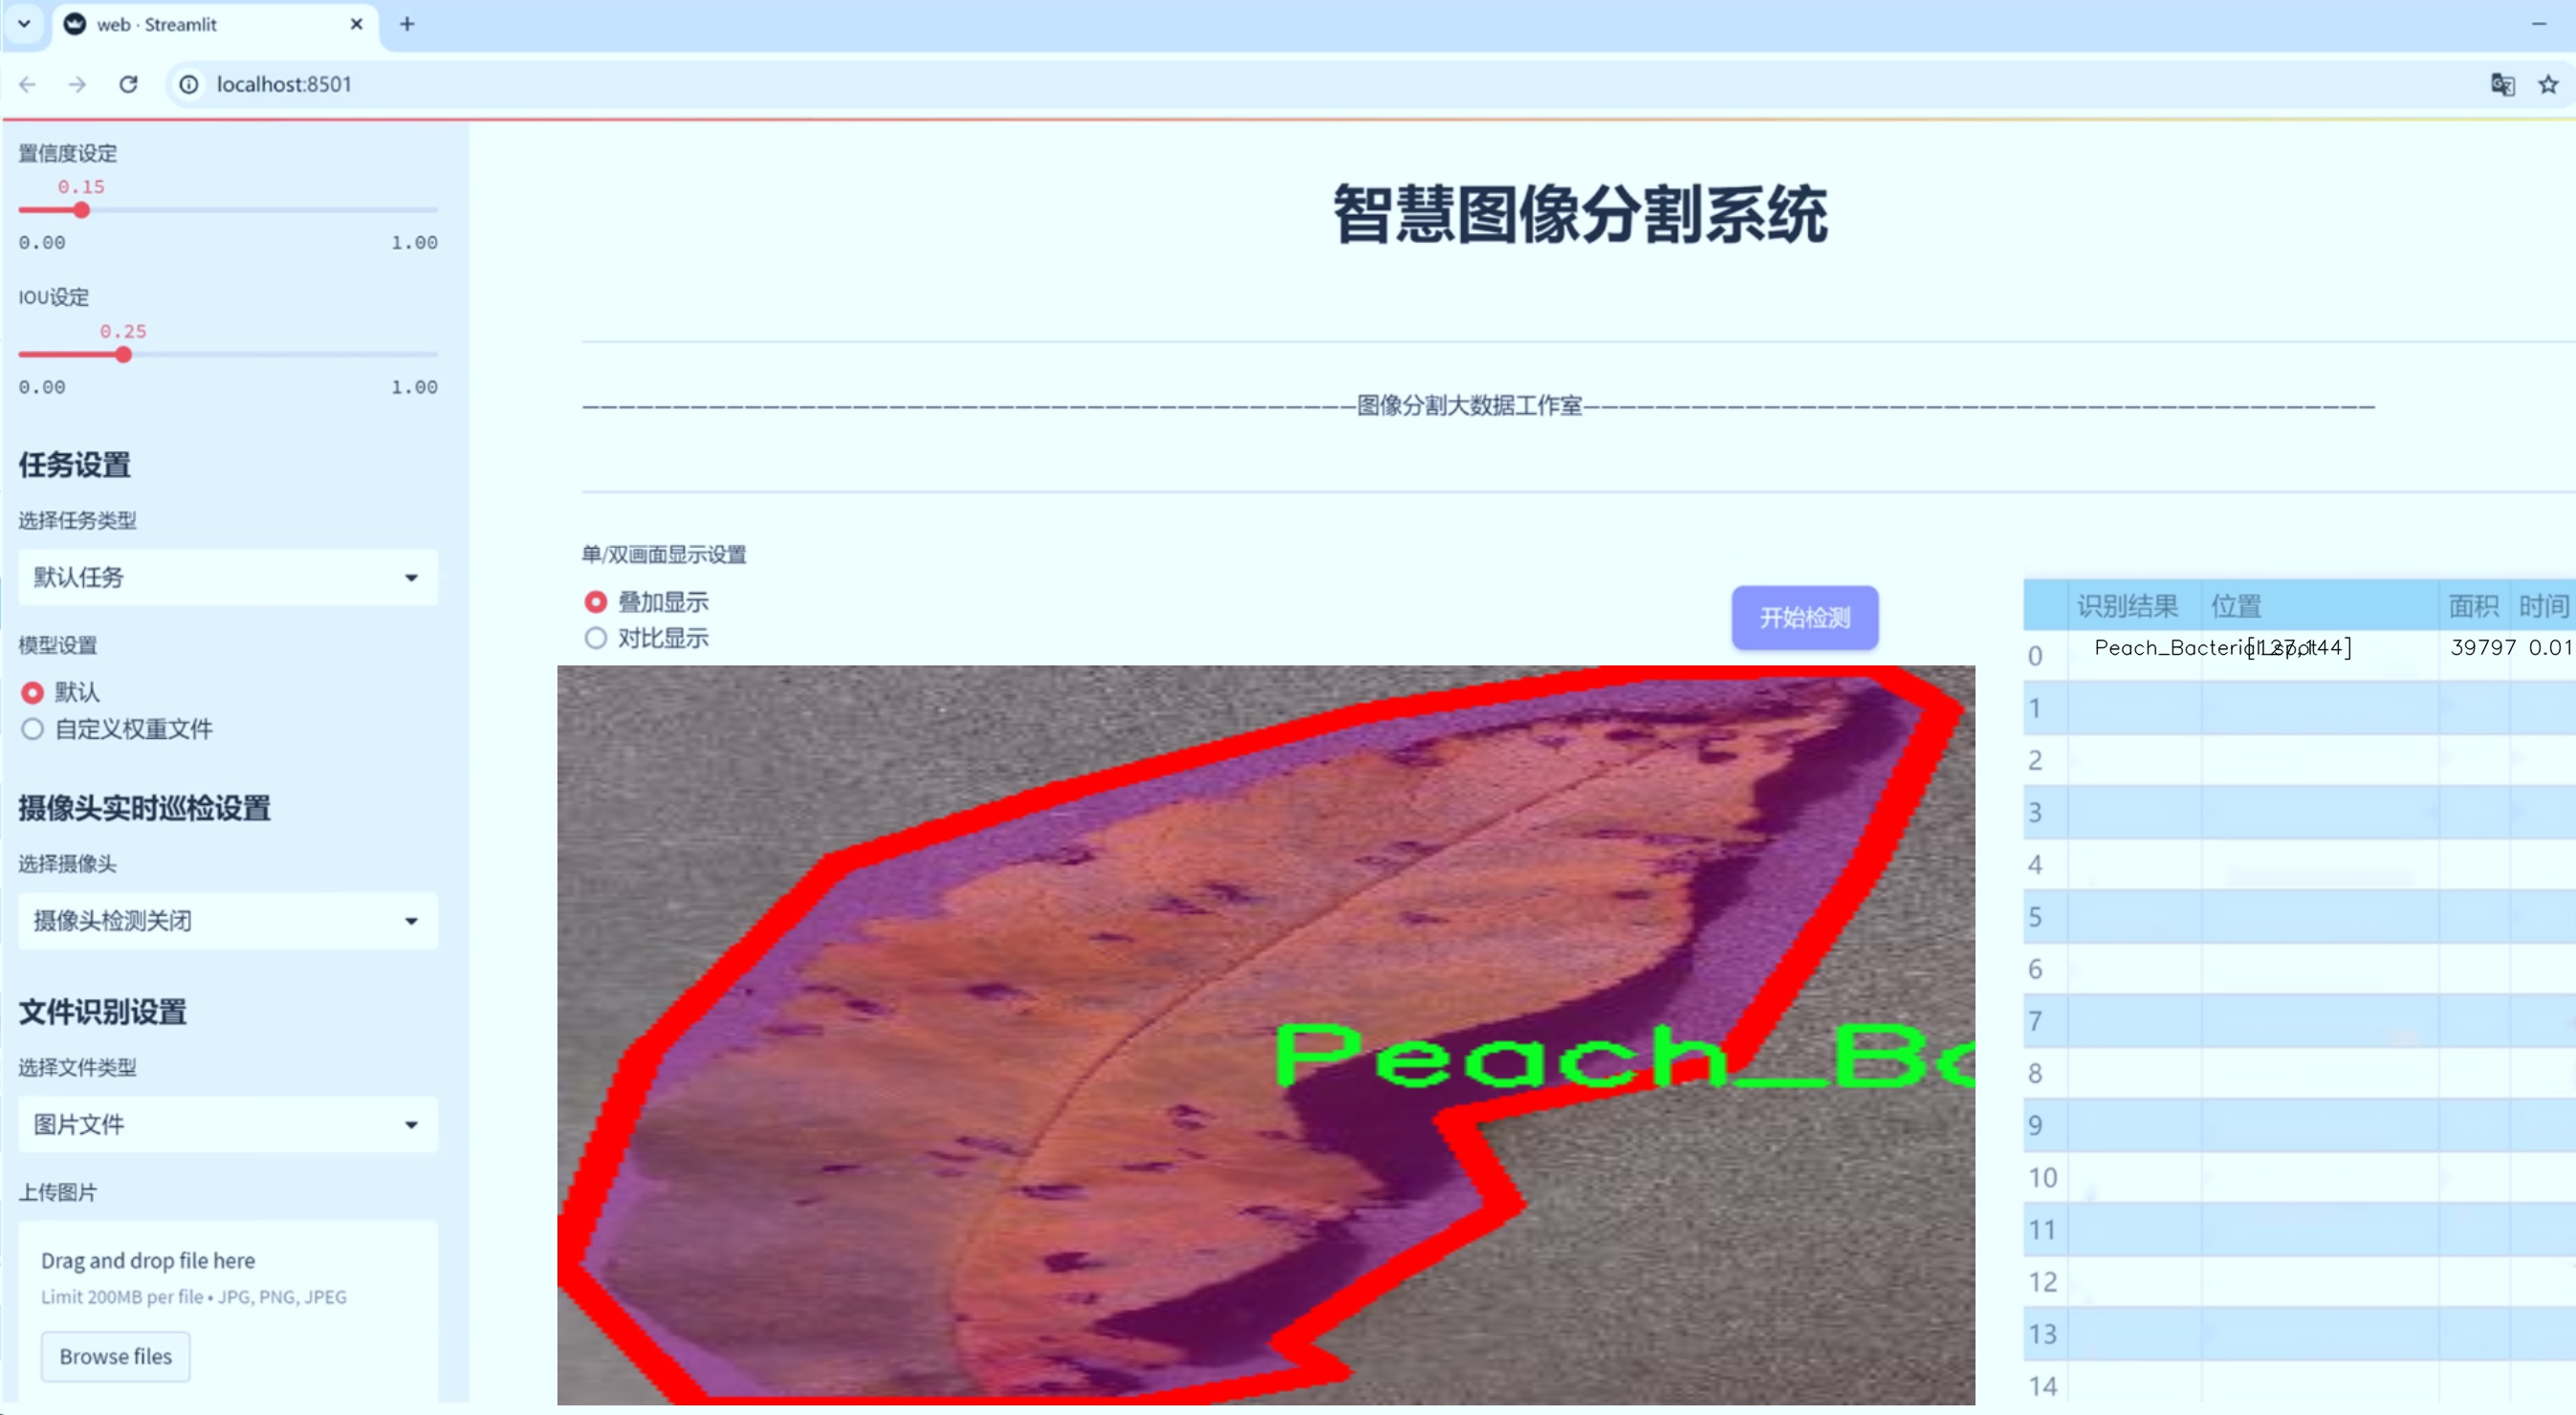 web · Streamlit
localhost:8501
置信度设定
0.15
0.00 1.00
IOU设定
0.25
0.00 1.00
任务设置
选择任务类型
默认任务
模型设置
默认
自定义权重文件
摄像头实时巡检设置
选择摄像头
摄像头检测关闭
文件识别设置
选择文件类型
图片文件
上传图片
Drag and drop file here
Limit 200MB per file • JPG, PNG, JPEG
Browse files
智慧图像分割系统
————————————————————————————————————————————图像分割大数据工作室————————————————————————————————————————————
单/双画面显示设置
叠加显示
对比显示
开始检测
Peach_Ba
识别结果 位置 面积 时间
0 Peach_Bacterial_spot [127,144] 39797 0.01
1
2
3
4
5
6
7
8
9
10
11
12
13
14